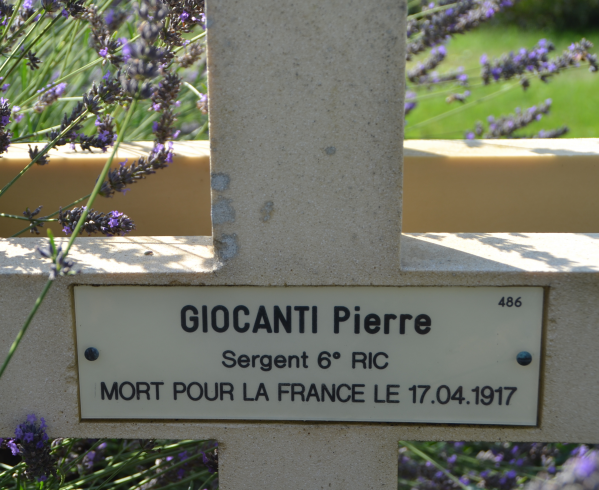 486
GIOCANTI Pierre
Sergent 6° RIC
MORT POUR LA FRANCE LE 17.04.1917